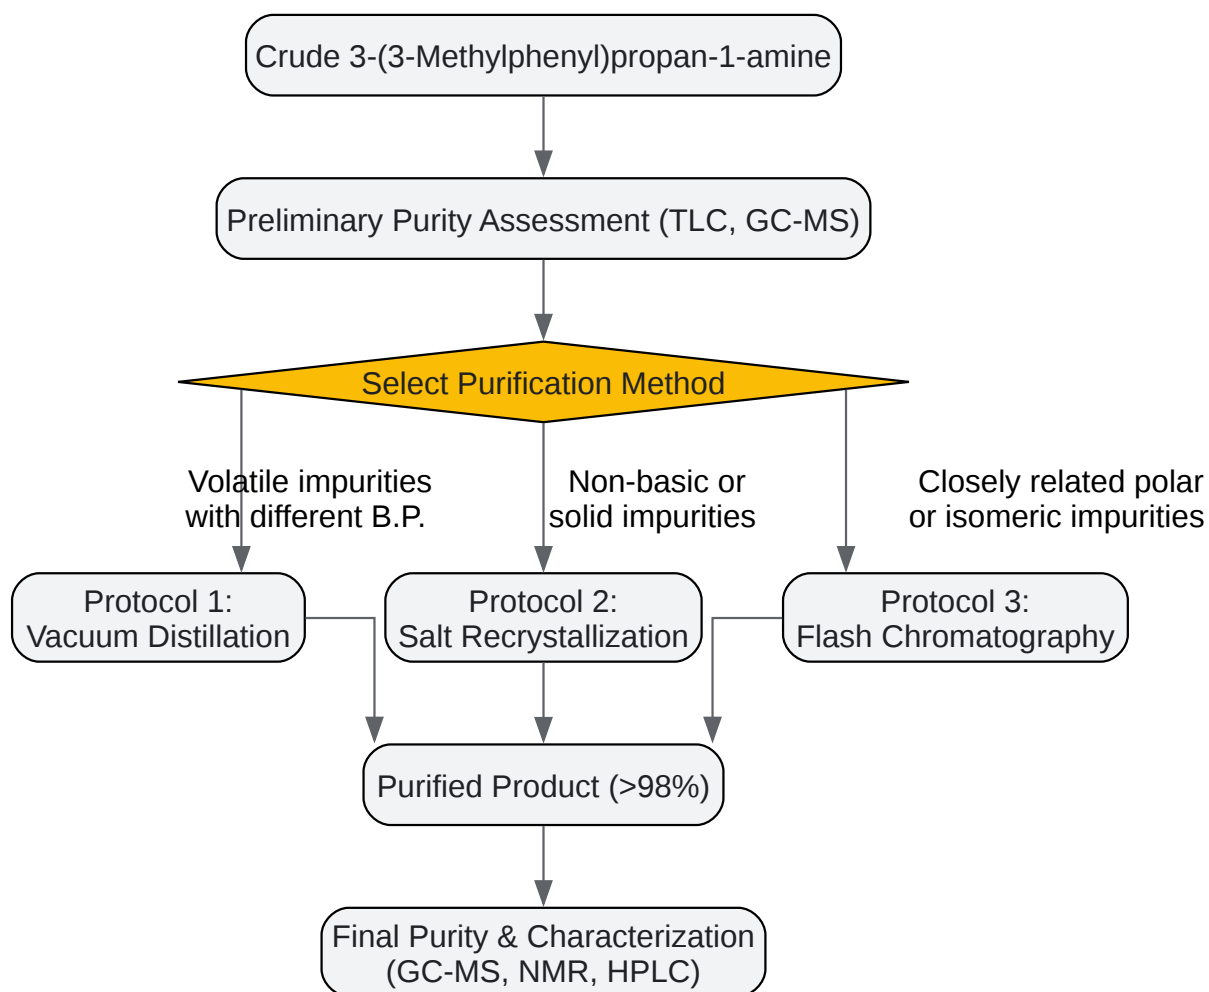 Crude 3-(3-Methylphenyl)propan-1-amine
Preliminary Purity Assessment (TLC, GC-MS)
Select Purification Method
Volatile impurities
with different B.P.
Non-basic or
solid impurities
Closely related polar
or isomeric impurities
Protocol 1:
Vacuum Distillation
Protocol 2:
Salt Recrystallization
Protocol 3:
Flash Chromatography
Purified Product (>98%)
Final Purity & Characterization
(GC-MS, NMR, HPLC)